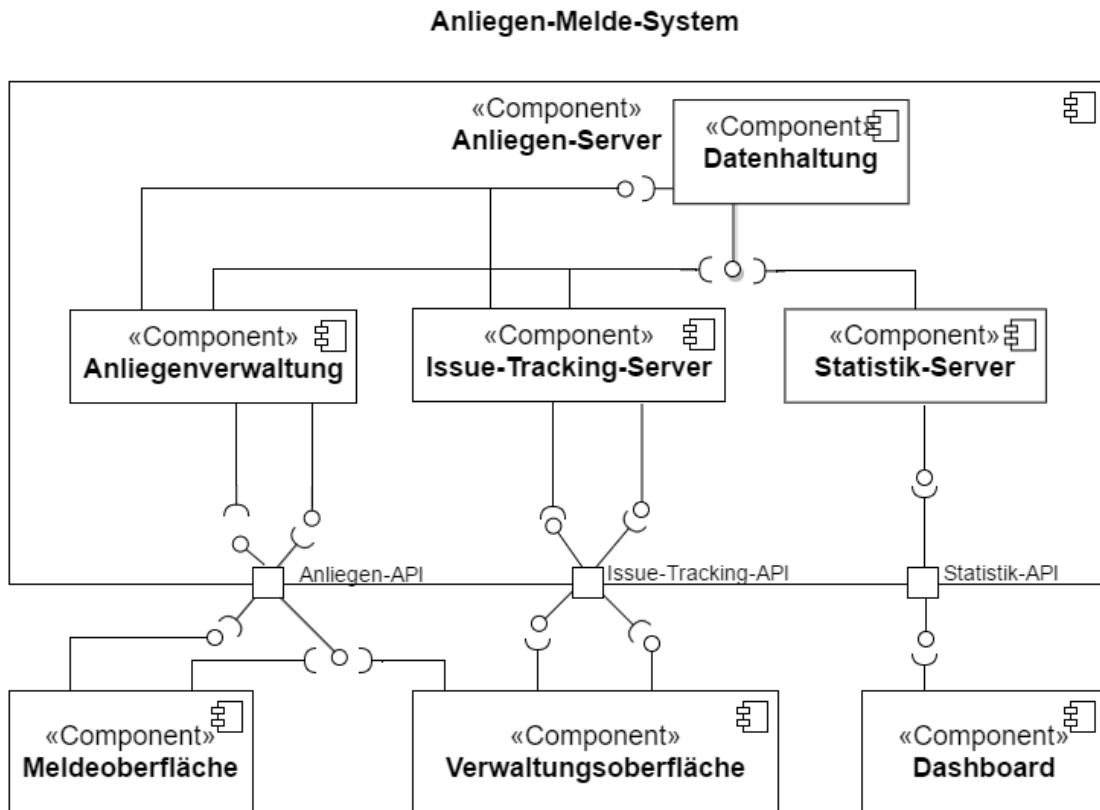 Anliegen-Melde-System
«Component»
Anliegen-Server
«Component»
Datenhaltung
«Component»
Anliegenverwaltung
«Component»
Issue-Tracking-Server
«Component»
Statistik-Server
Anliegen-API
Issue-Tracking-API
Statistik-API
«Component»
Meldeoberfläche
«Component»
Verwaltungsoberfläche
«Component»
Dashboard